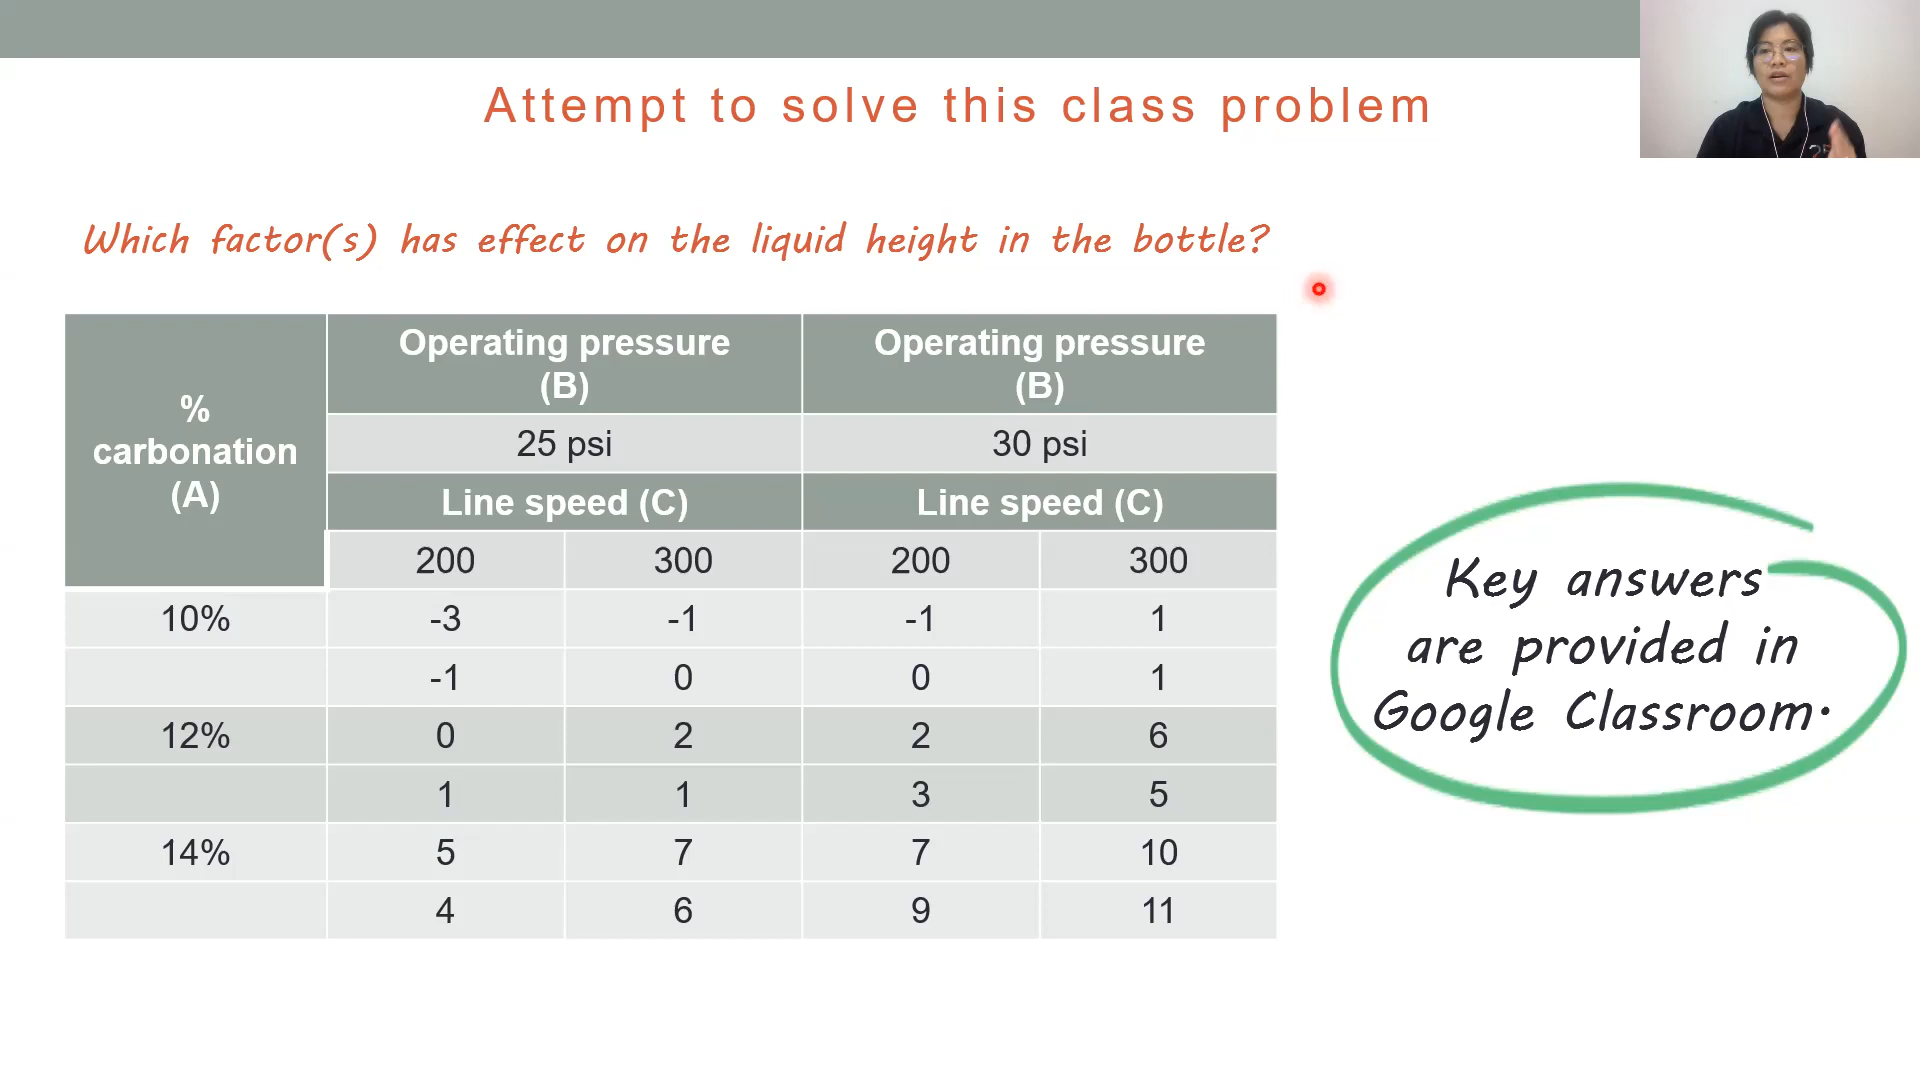 Attempt to solve this class problem
Which factor(s) has effect on the liquid height in the bottle?
% carbonation (A)
Operating pressure (B)
Operating pressure (B)
25 psi
30 psi
Line speed (C)
Line speed (C)
200 300 200 300
10% -3 -1 -1 1
-1 0 0 1
12% 0 2 2 6
1 1 3 5
14% 5 7 7 10
4 6 9 11
Key answers
are provided in
Google Classroom.